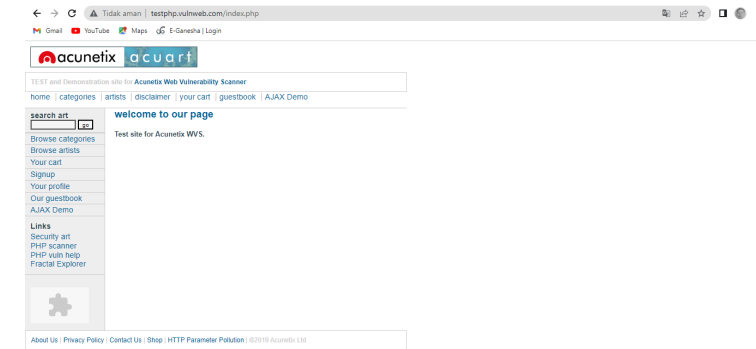 Tidak aman | testphp.vulnweb.com/index.php
Gmail YouTube Maps E-Ganesha | Login
acunetix acuart
TEST and Demonstration site for Acunetix Web Vulnerability Scanner
home | categories | artists | disclaimer | your cart | guestbook | AJAX Demo
search art
go
Browse categories
Browse artists
Your cart
Signup
Your profile
Our guestbook
AJAX Demo
Links
Security art
PHP scanner
PHP vuln help
Fractal Explorer
welcome to our page
Test site for Acunetix WVS.
About Us | Privacy Policy | Contact Us | Shop | HTTP Parameter Pollution | ©2019 Acunetix Ltd